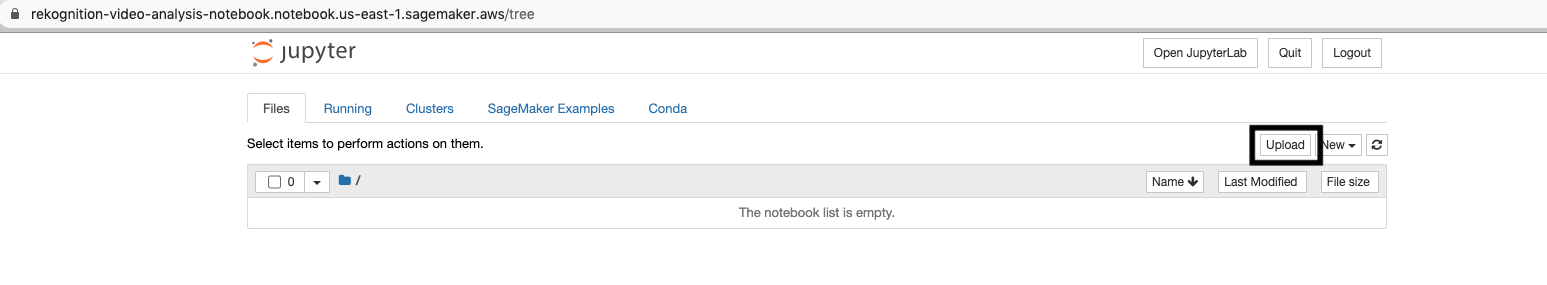 rekognition-video-analysis-notebook.notebook.us-east-1.sagemaker.aws/tree
jupyter
Open JupyterLab Quit Logout
Files Running Clusters SageMaker Examples Conda
Select items to perform actions on them.
Upload New
0 / Name Last Modified File size
The notebook list is empty.